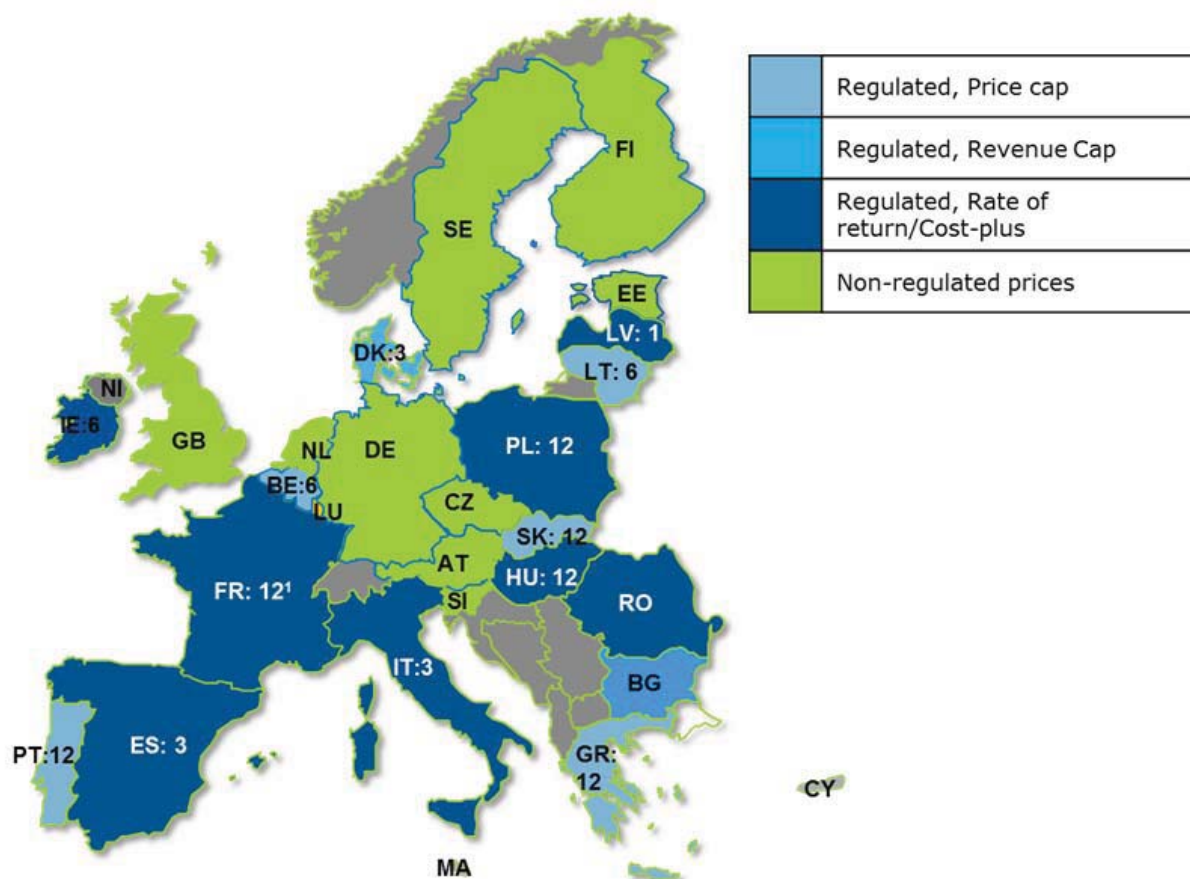 Regulated, Price cap
Regulated, Revenue Cap
Regulated, Rate of
return/Cost-plus
Non-regulated prices
FI
SE
EE
LV: 1
DK:3
LT: 6
NI
IE:6
GB
NL
DE
PL: 12
BE:6
LU
CZ
SK: 12
AT
HU: 12
FR: 12¹
SI
RO
IT:3
BG
PT:12
ES: 3
GR:
12
CY
MA